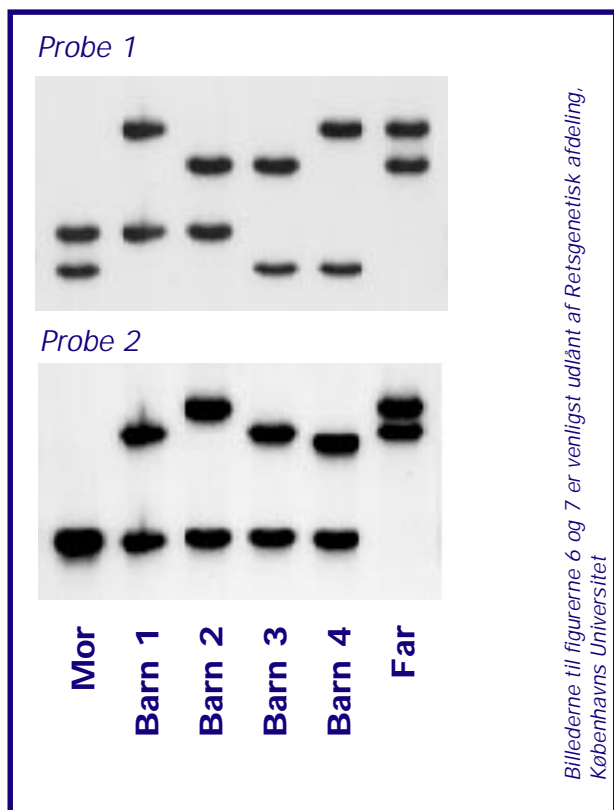 Probe 1
Probe 2
Mor
Barn 1
Barn 2
Barn 3
Barn 4
Far
Billederne til figurerne 6 og 7 er venligst udlånt af Retsgenetisk afdeling,
Københavns Universitet